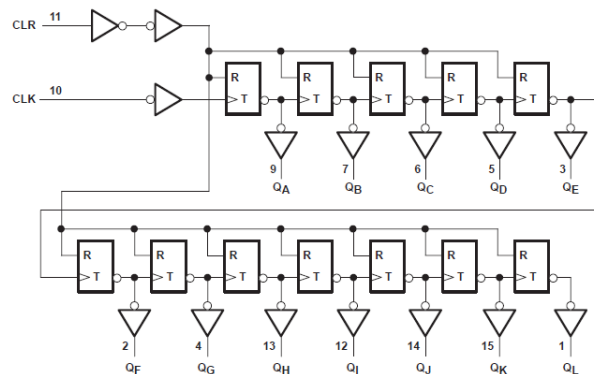 CLR 11
R R R R R
CLK 10
T T T T T
9 7 6 5 3
QA QB QC QD QE
R R R R R R R
T T T T T T T
2 4 13 12 14 15 1
QF QG QH QI QJ QK QL